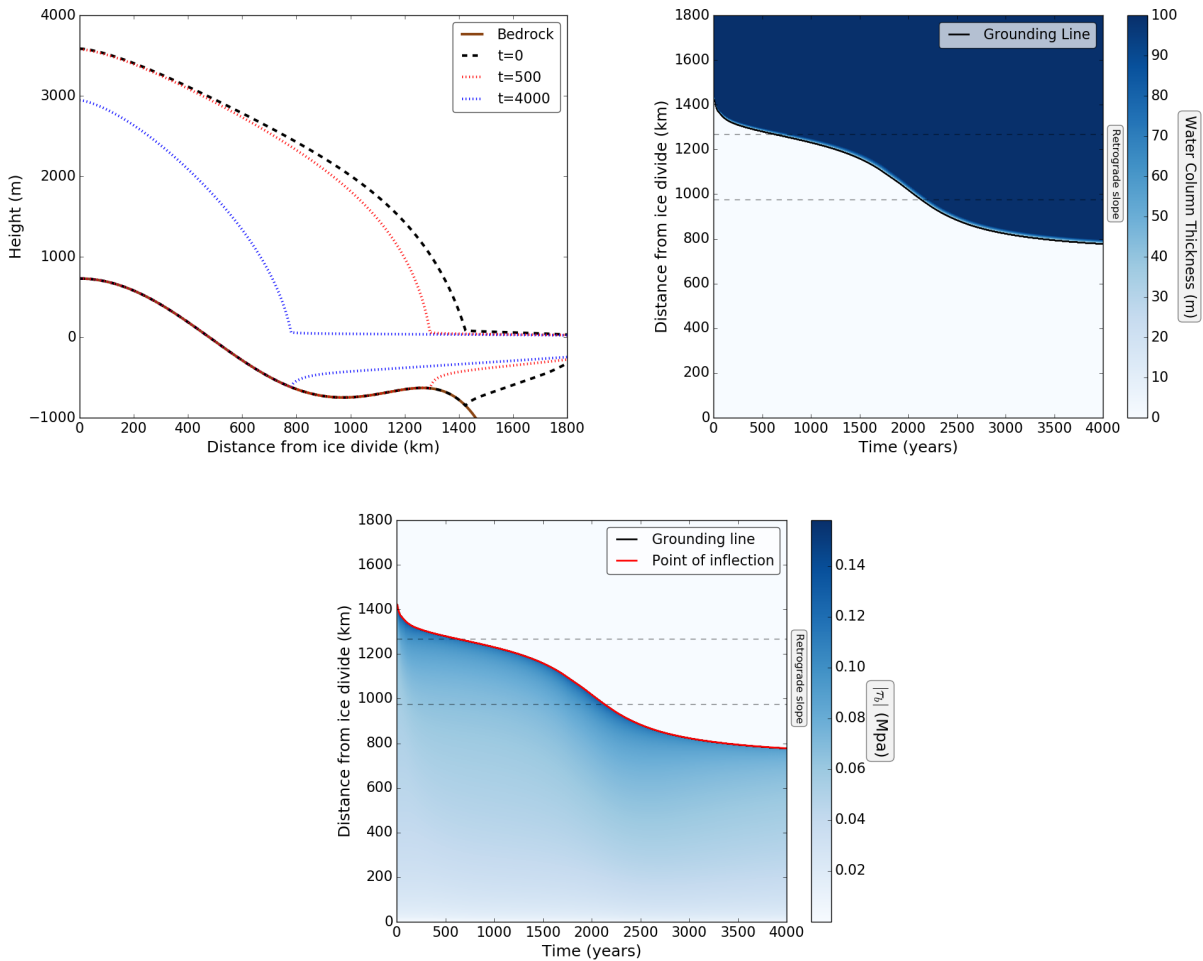 4000
3000
2000
1000
0
−1000
Height (m)
Bedrock
t=0
t=500
t=4000
0 200 400 600 800 1000 1200 1400 1600 1800
Distance from ice divide (km)
1800
1600
1400
1200
1000
800
600
400
200
0
Distance from ice divide (km)
Grounding Line
Retrograde slope
0 500 1000 1500 2000 2500 3000 3500 4000
Time (years)
100
90
80
70
60
50
40
30
20
10
0
Water Column Thickness (m)
1800
1600
1400
1200
1000
800
600
400
200
0
Distance from ice divide (km)
Grounding line
Point of inflection
Retrograde slope
0 500 1000 1500 2000 2500 3000 3500 4000
Time (years)
0.14
0.12
0.10
0.08
0.06
0.04
0.02
|τ_b| (Mpa)